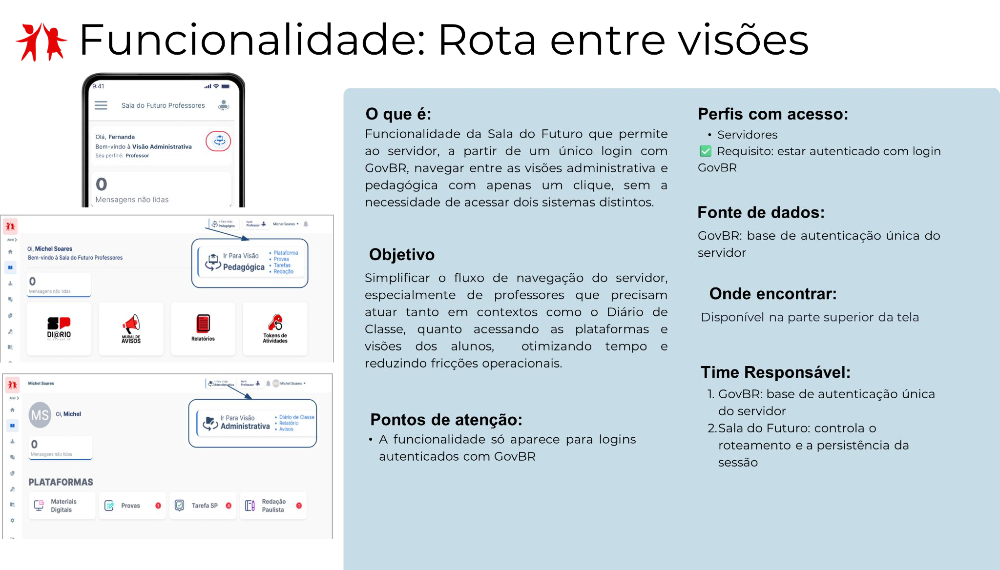 Funcionalidade: Rota entre visões
9:41
Sala do Futuro Professores
Olá, Fernanda
Bem-vindo à Visão Administrativa
Seu perfil é: Professor
0
Mensagens não lidas
Abrir
Ir Para Visão
Pedagógica
Perfil
Professor
Michel Soares
Oi, Michel Soares
Bem-vindo à Sala do Futuro Professores
Ir Para Visão
Pedagógica
• Plataforma
• Provas
• Tarefas
• Redação
0
Mensagens não lidas
SP
DI@RIO
DE CLASSE SP
MURAL DE
AVISOS
Relatórios
Tokens de
Atividades
Michel Soares
Ir Para Visão
Administrativa
Perfil
Professor
MS
Michel Soares
Abrir
MS
Oi, Michel
Ir Para Visão
Administrativa
• Diário de Classe
• Relatório
• Avisos
0
Mensagens não lidas
PLATAFORMAS
Materiais
Digitais
Provas
1
Tarefa SP
4
Redação
Paulista
1
O que é:
Funcionalidade da Sala do Futuro que permite
ao servidor, a partir de um único login com
GovBR, navegar entre as visões administrativa e
pedagógica com apenas um clique, sem a
necessidade de acessar dois sistemas distintos.
Objetivo
Simplificar o fluxo de navegação do servidor,
especialmente de professores que precisam
atuar tanto em contextos como o Diário de
Classe, quanto acessando as plataformas e
visões dos alunos, otimizando tempo e
reduzindo fricções operacionais.
Pontos de atenção:
• A funcionalidade só aparece para logins
autenticados com GovBR
Perfis com acesso:
• Servidores
✅ Requisito: estar autenticado com login
GovBR
Fonte de dados:
GovBR: base de autenticação única do
servidor
Onde encontrar:
Disponível na parte superior da tela
Time Responsável:
1. GovBR: base de autenticação única
do servidor
2. Sala do Futuro: controla o
roteamento e a persistência da
sessão